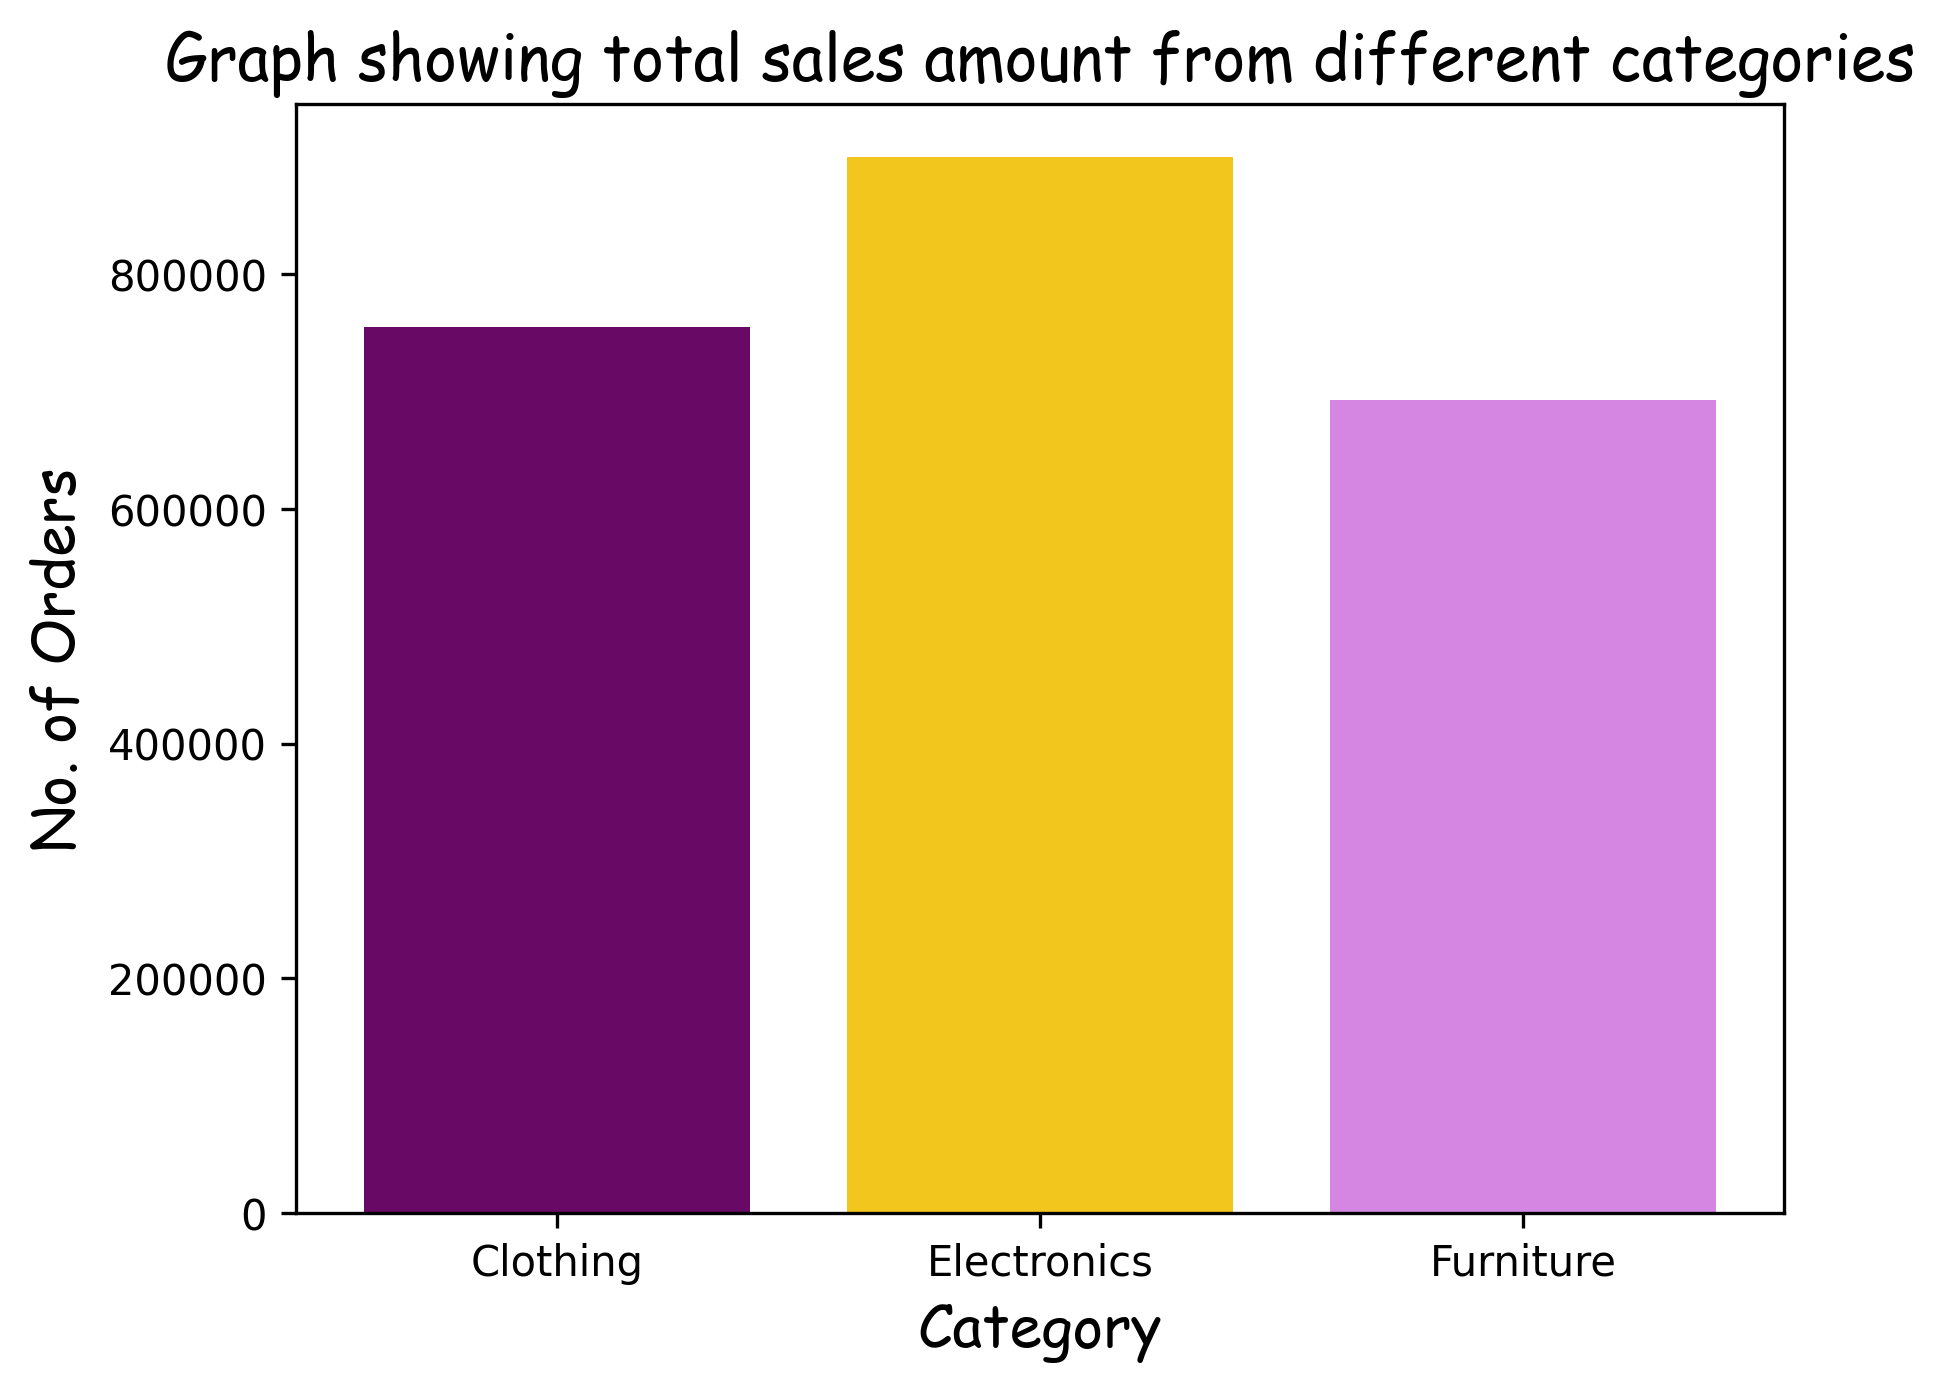 Graph showing total sales amount from different categories
800000
600000
400000
200000
0
No. of Orders
Clothing Electronics Furniture
Category